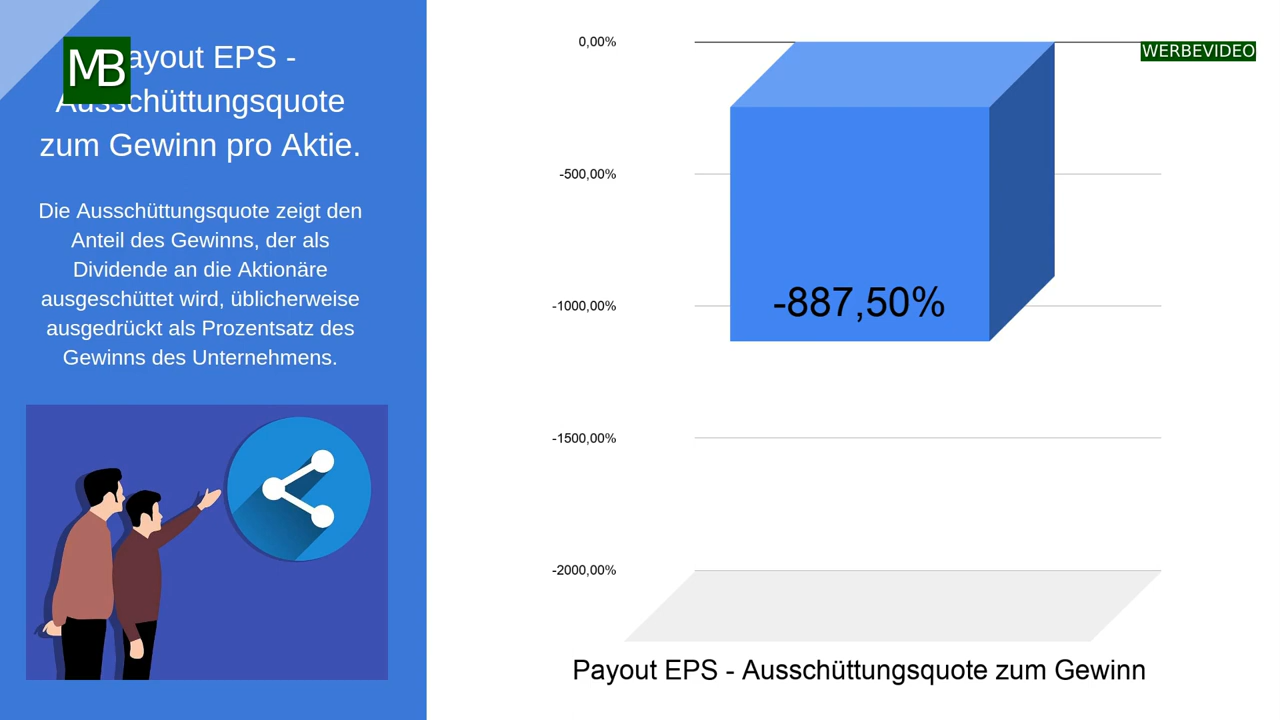 MB
ayout EPS -
Ausschüttungsquote
zum Gewinn pro Aktie.
Die Ausschüttungsquote zeigt den
Anteil des Gewinns, der als
Dividende an die Aktionäre
ausgeschüttet wird, üblicherweise
ausgedrückt als Prozentsatz des
Gewinns des Unternehmens.
WERBEVIDEO
0,00%
-500,00%
-1000,00%
-1500,00%
-2000,00%
-887,50%
Payout EPS - Ausschüttungsquote zum Gewinn